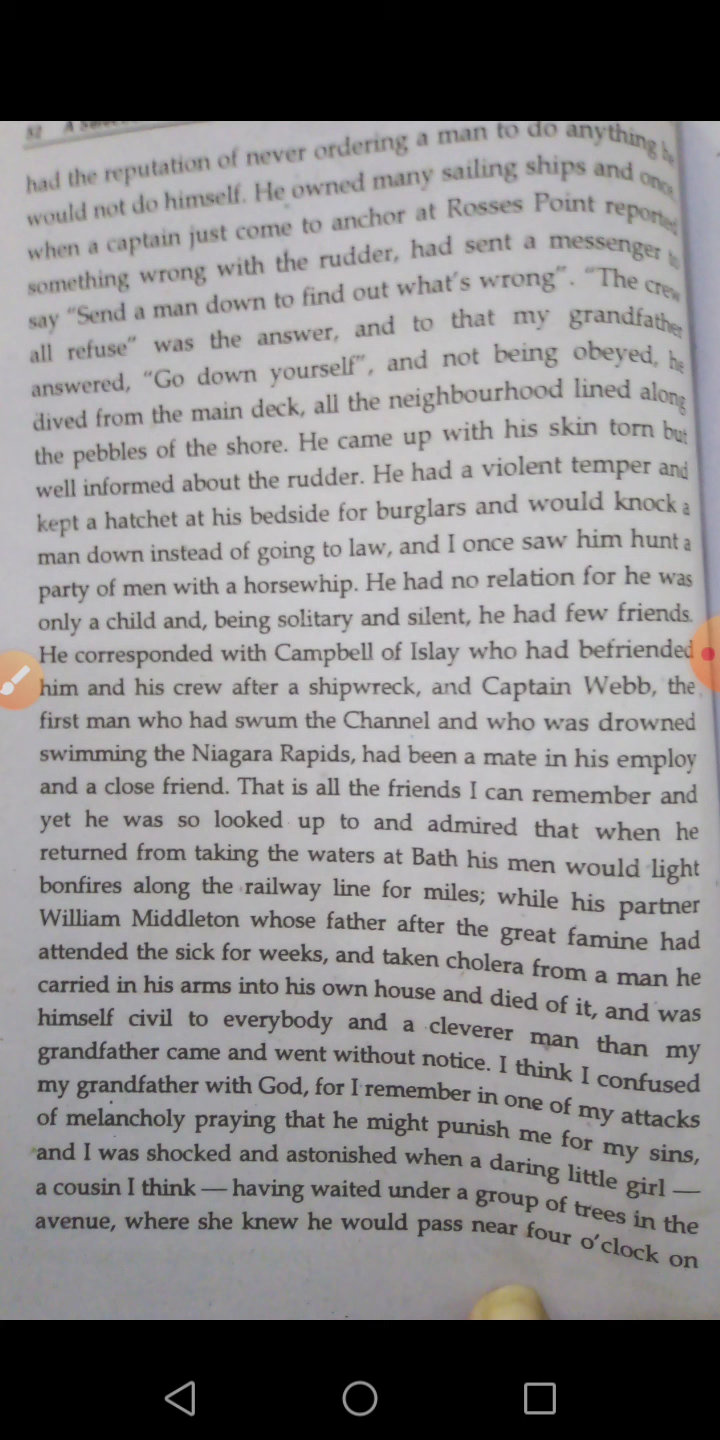 52 A
had the reputation of never ordering a man to do anything he
would not do himself. He owned many sailing ships and once,
when a captain just come to anchor at Rosses Point reported
something wrong with the rudder, had sent a messenger to
say “Send a man down to find out what’s wrong”. “The crew
all refuse” was the answer, and to that my grandfather
answered, “Go down yourself”, and not being obeyed, he
dived from the main deck, all the neighbourhood lined along
the pebbles of the shore. He came up with his skin torn but
well informed about the rudder. He had a violent temper and
kept a hatchet at his bedside for burglars and would knock a
man down instead of going to law, and I once saw him hunt a
party of men with a horsewhip. He had no relation for he was
only a child and, being solitary and silent, he had few friends.
He corresponded with Campbell of Islay who had befriended
him and his crew after a shipwreck, and Captain Webb, the
first man who had swum the Channel and who was drowned
swimming the Niagara Rapids, had been a mate in his employ
and a close friend. That is all the friends I can remember and
yet he was so looked up to and admired that when he
returned from taking the waters at Bath his men would light
bonfires along the railway line for miles; while his partner
William Middleton whose father after the great famine had
attended the sick for weeks, and taken cholera from a man he
carried in his arms into his own house and died of it, and was
himself civil to everybody and a cleverer man than my
grandfather came and went without notice. I think I confused
my grandfather with God, for I remember in one of my attacks
of melancholy praying that he might punish me for my sins,
and I was shocked and astonished when a daring little girl —
a cousin I think — having waited under a group of trees in the
avenue, where she knew he would pass near four o’clock on